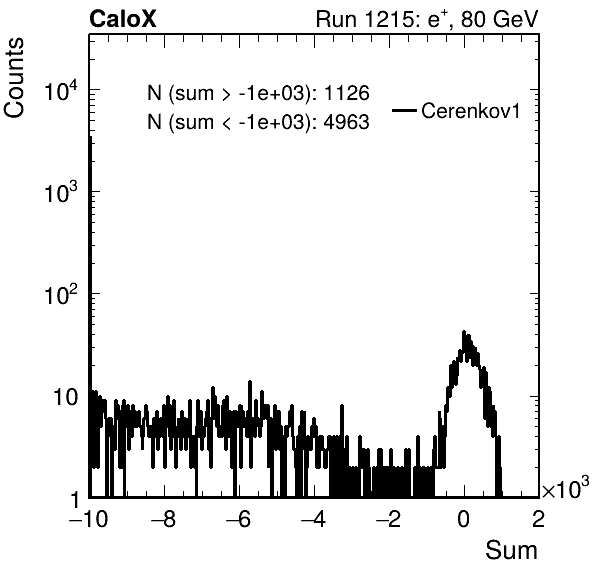 CaloX Run 1215: e⁺, 80 GeV
Counts
N (sum > -1e+03): 1126
N (sum < -1e+03): 4963
Cerenkov1
10⁴
10³
10²
10
1
−10 −8 −6 −4 −2 0 2
×10³
Sum